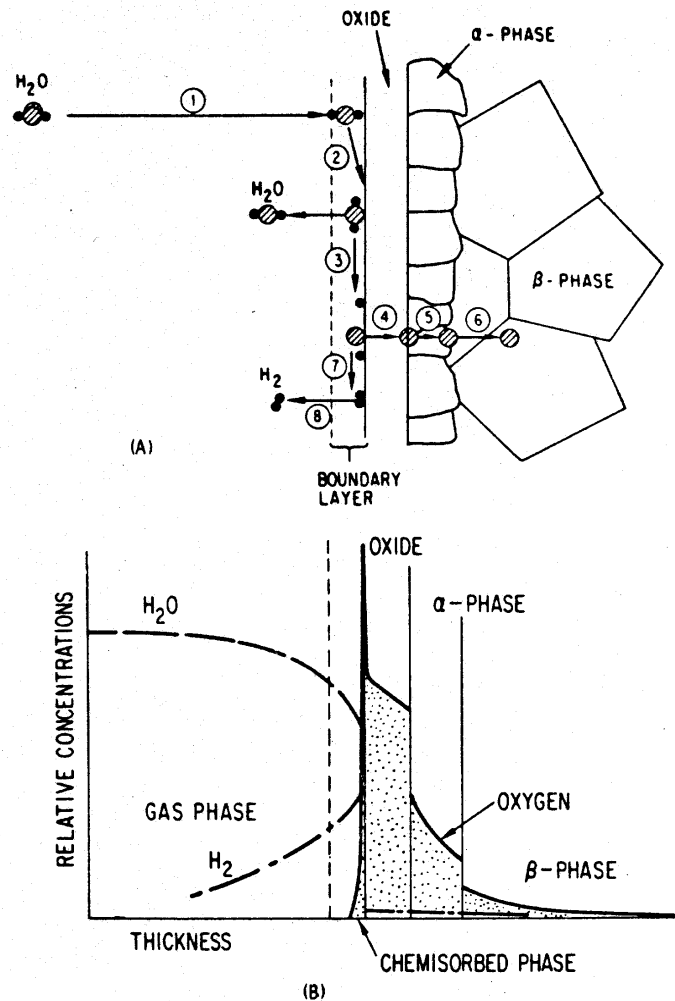 OXIDE
α-PHASE
H₂O
1
2
H₂O
3
β-PHASE
4
5
6
7
H₂
8
(A)
BOUNDARY
LAYER
OXIDE
H₂O
α-PHASE
RELATIVE CONCENTRATIONS
GAS PHASE
OXYGEN
H₂
β-PHASE
THICKNESS
CHEMISORBED PHASE
(B)